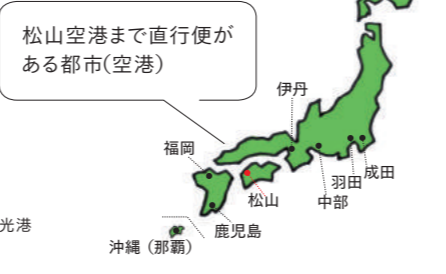 松山空港まで直行便が
ある都市(空港)
伊丹
福岡
成田
羽田
松山
中部
鹿児島
光港
沖縄(那覇)